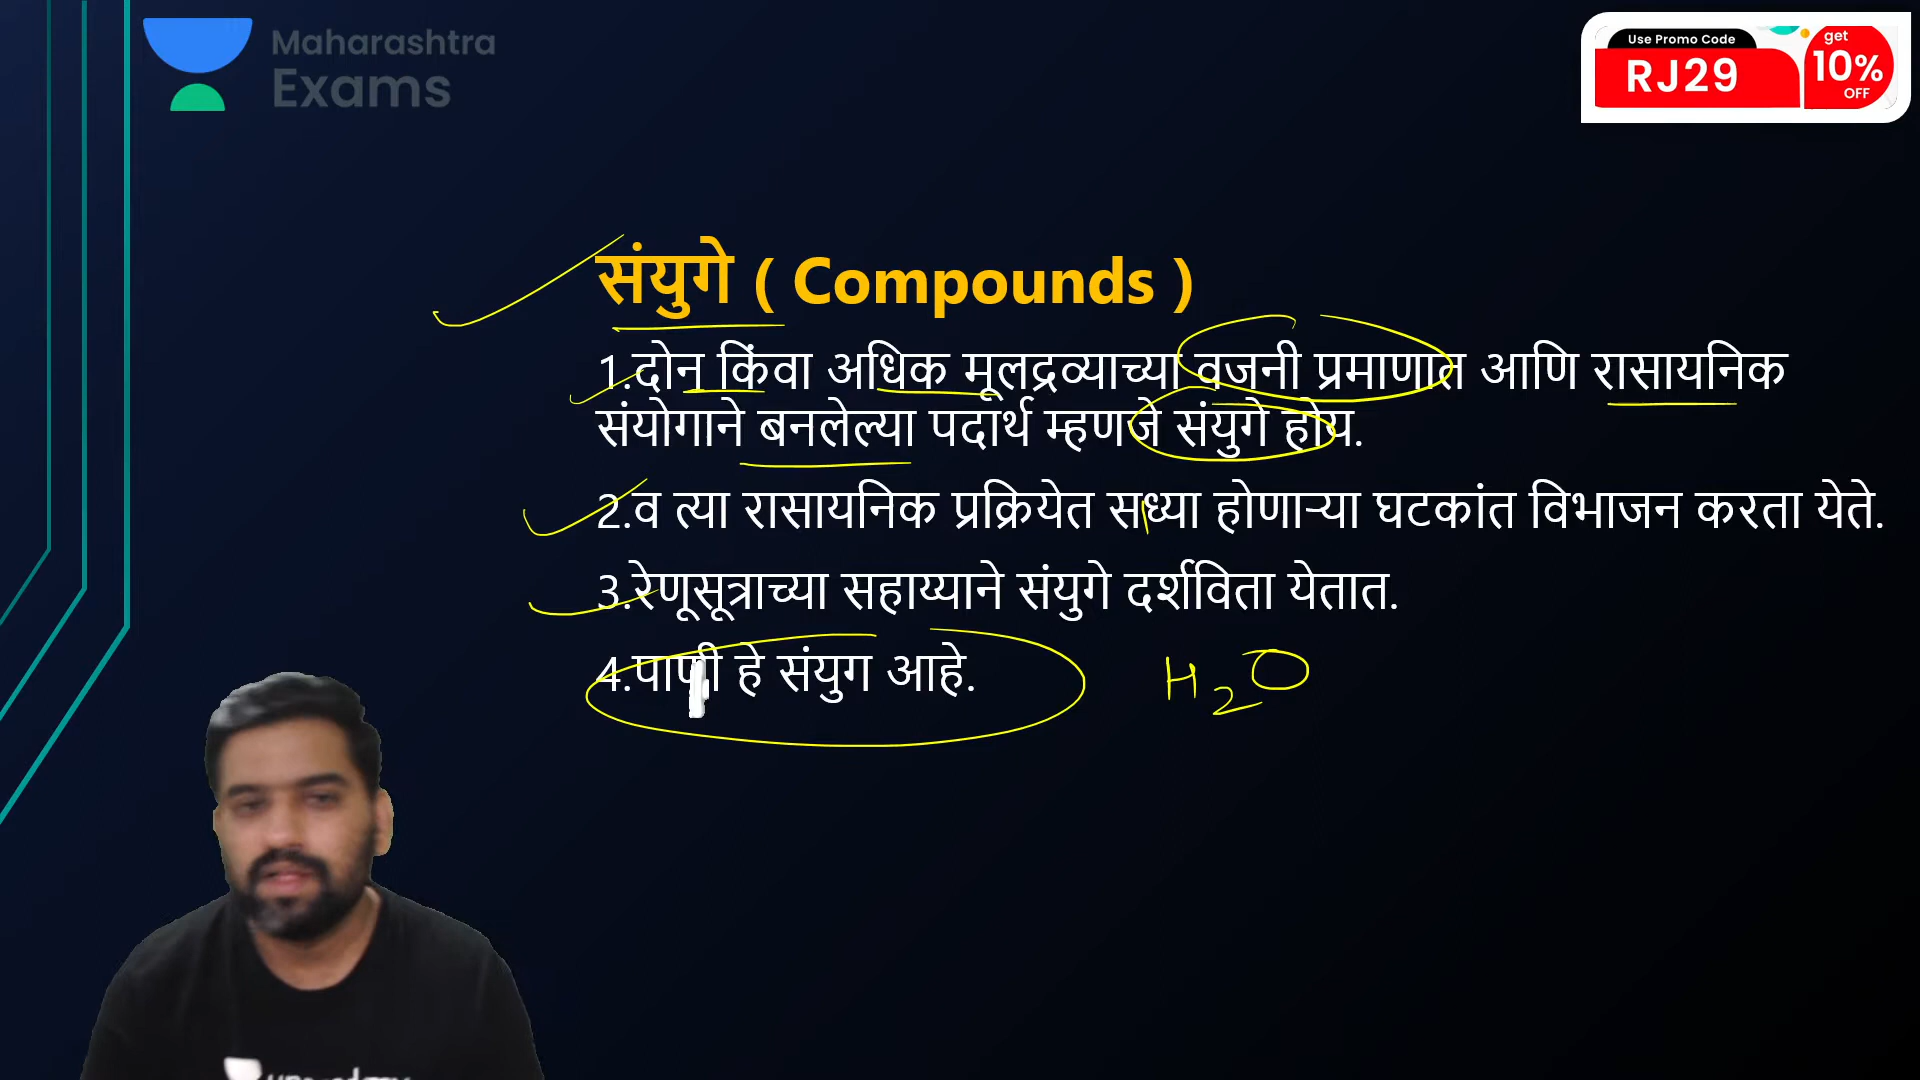 Maharashtra
Exams
Use Promo Code
RJ29
get
10%
OFF
संयुगे ( Compounds )
1.दोन किंवा अधिक मूलद्रव्याच्या वजनी प्रमाणात आणि रासायनिक
संयोगाने बनलेल्या पदार्थ म्हणजे संयुगे होय.
2.व त्या रासायनिक प्रक्रियेत सध्या होणाऱ्या घटकांत विभाजन करता येते.
3.रेणूसूत्राच्या सहाय्याने संयुगे दर्शविता येतात.
4.पाणी हे संयुग आहे.
H₂O